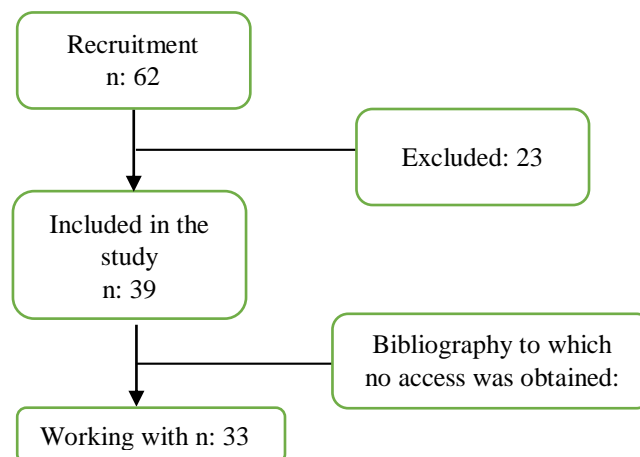 Recruitment
n: 62
Excluded: 23
Included in the
study
n: 39
Bibliography to which
no access was obtained:
Working with n: 33